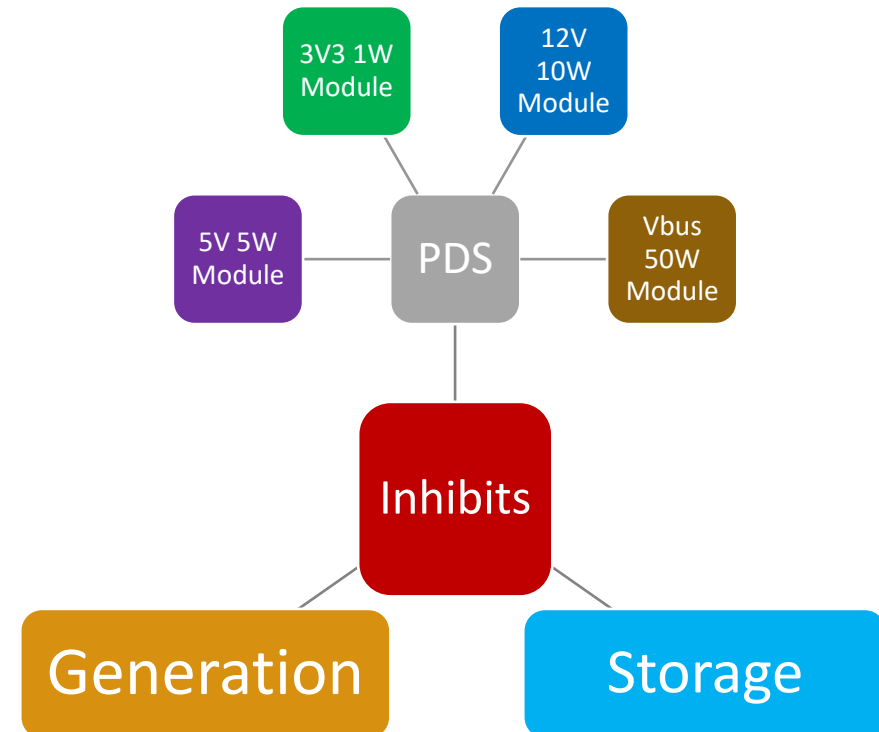 3V3 1W
Module
12V
10W
Module
5V 5W
Module
PDS
Vbus
50W
Module
Inhibits
Generation
Storage